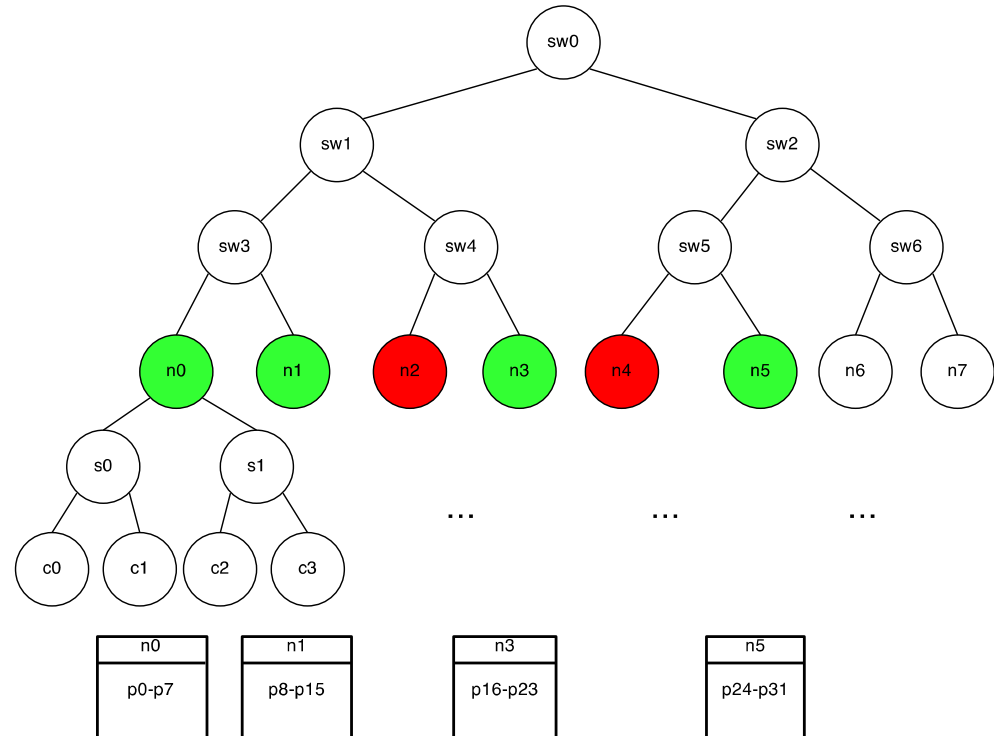 sw0
sw1 sw2
sw3 sw4 sw5 sw6
n0 n1 n2 n3 n4 n5 n6 n7
s0 s1
... ... ...
c0 c1 c2 c3
n0 n1 n3 n5
p0-p7 p8-p15 p16-p23 p24-p31